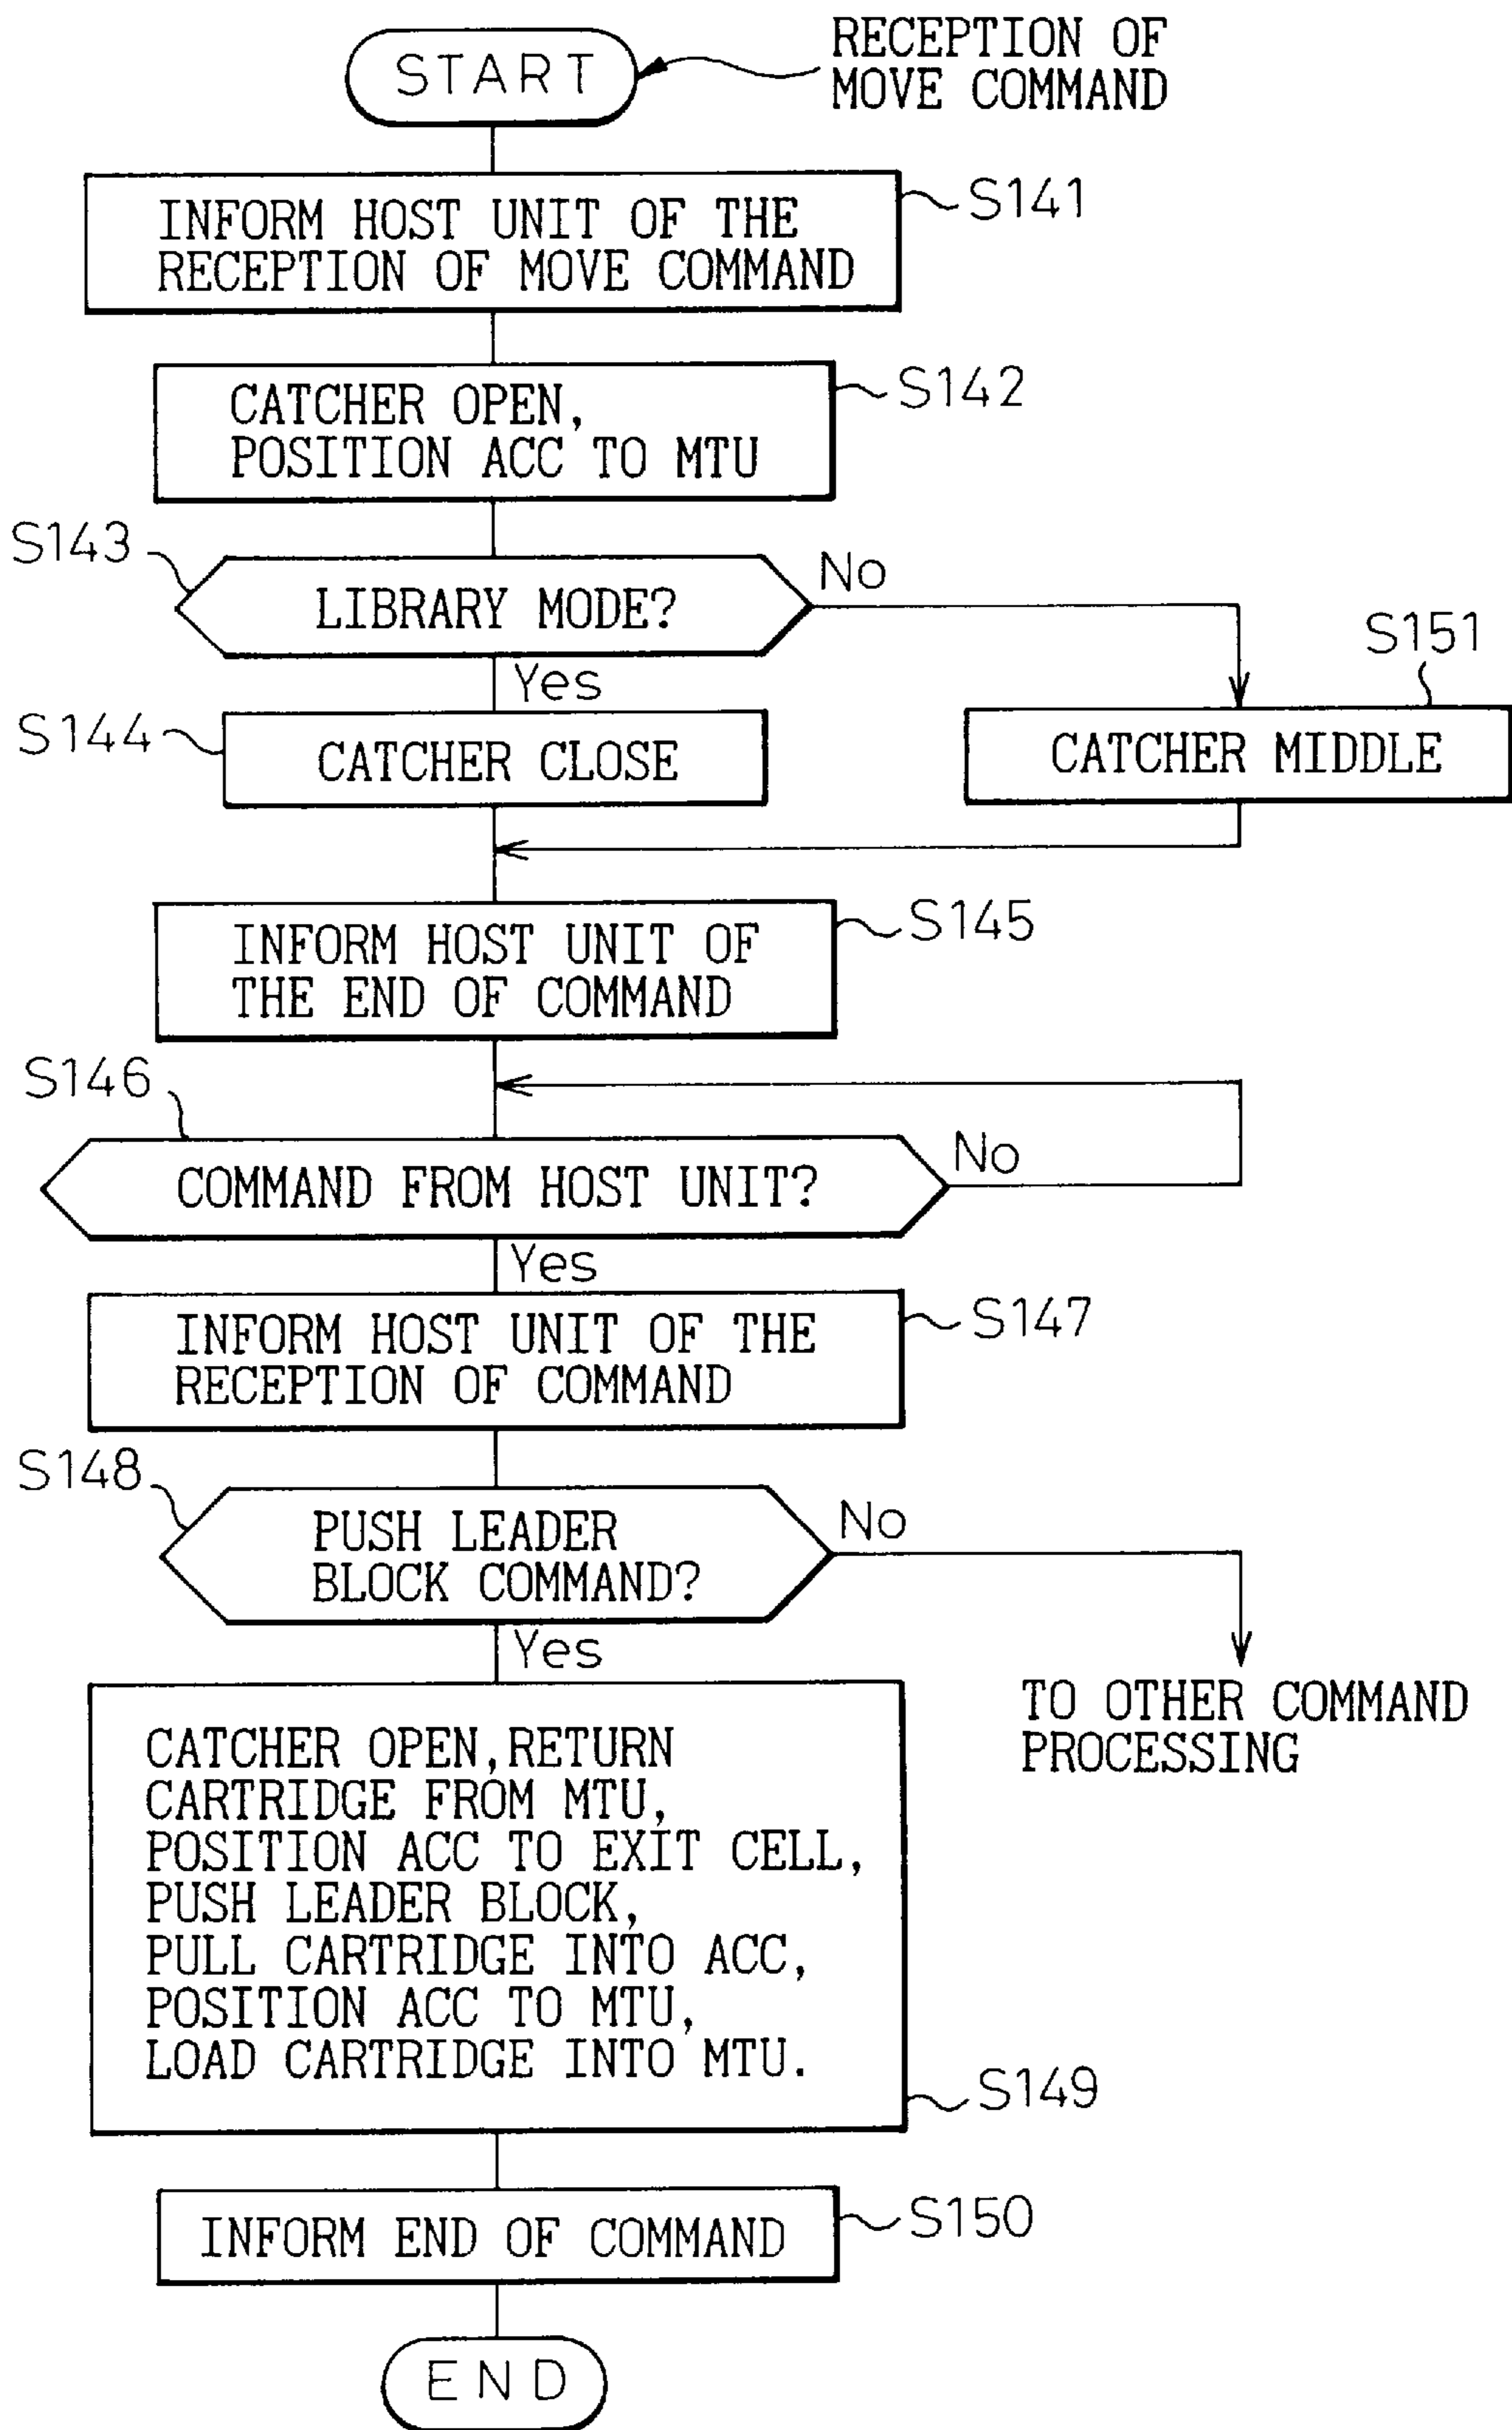 START
RECEPTION OF
MOVE COMMAND
S141
INFORM HOST UNIT OF THE
RECEPTION OF MOVE COMMAND
S142
CATCHER OPEN,
POSITION ACC TO MTU
S143
LIBRARY MODE?
No
Yes
S151
S144
CATCHER CLOSE
CATCHER MIDDLE
S145
INFORM HOST UNIT OF
THE END OF COMMAND
S146
COMMAND FROM HOST UNIT?
No
Yes
S147
INFORM HOST UNIT OF THE
RECEPTION OF COMMAND
S148
PUSH LEADER
BLOCK COMMAND?
No
Yes
TO OTHER COMMAND
PROCESSING
CATCHER OPEN,RETURN
CARTRIDGE FROM MTU,
POSITION ACC TO EXIT CELL,
PUSH LEADER BLOCK,
PULL CARTRIDGE INTO ACC,
POSITION ACC TO MTU,
LOAD CARTRIDGE INTO MTU.
S149
S150
INFORM END OF COMMAND
END